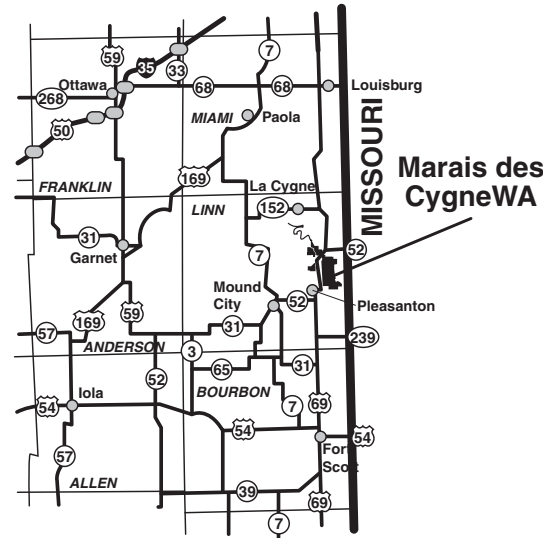 59
35
33
7
Ottawa
268
68
68
Louisburg
50
MIAMI
Paola
MISSOURI
Marais des
CygneWA
169
FRANKLIN
La Cygne
152
LINN
31
Garnet
7
52
Mound
City
52
Pleasanton
169
59
31
57
ANDERSON
3
239
52
65
31
BOURBON
Iola
54
7
69
54
54
Fort
Scott
57
ALLEN
39
69
7